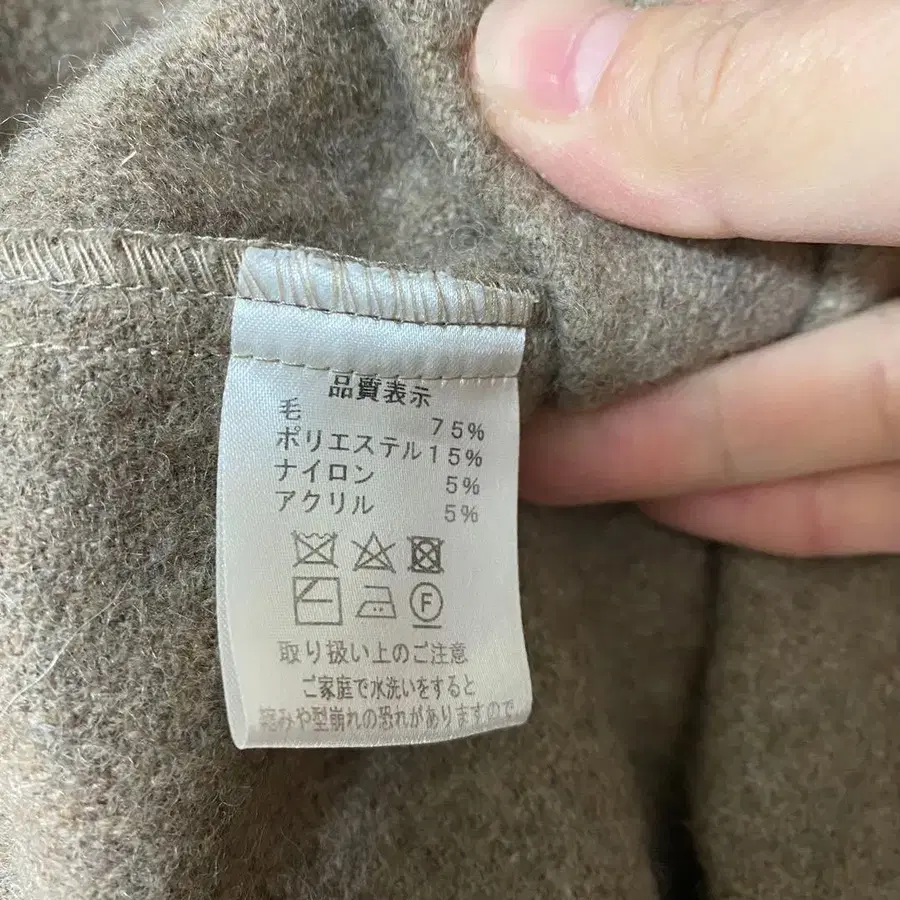 品質表示
毛 75%
ポリエステル15%
ナイロン 5%
アクリル 5%
F
取り扱い上のご注意
ご家庭で水洗いをすると
縮みや型崩れの恐れがありますので